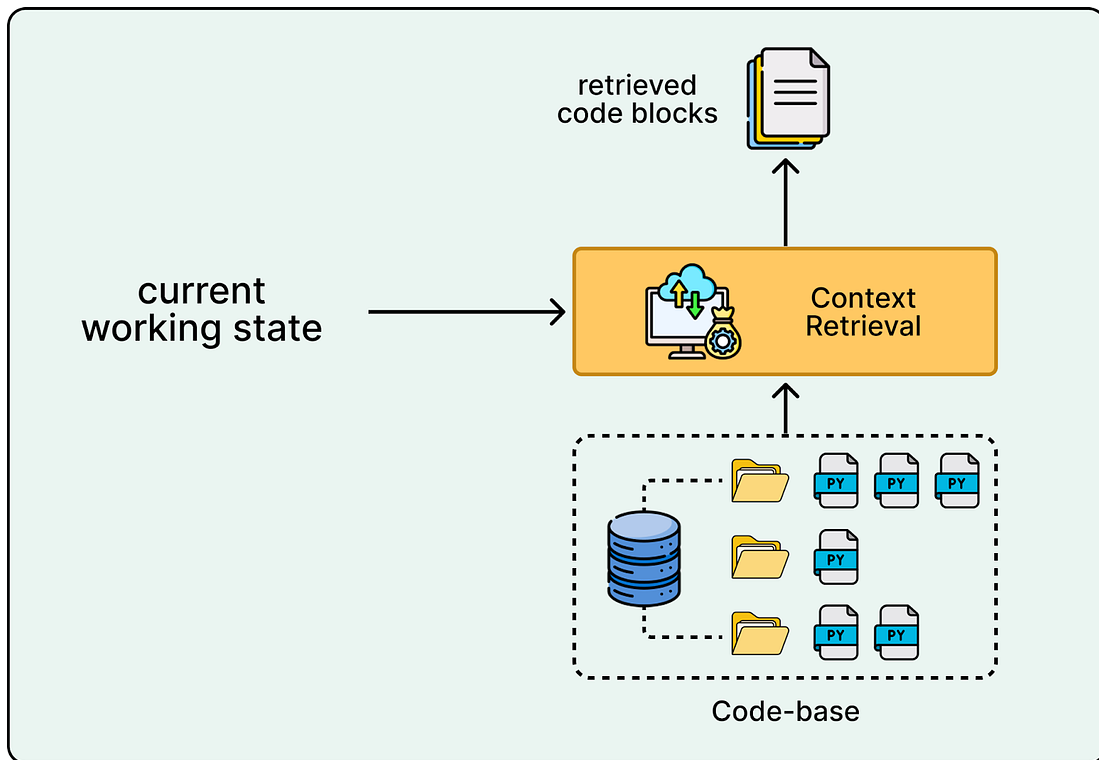 retrieved
code blocks
current
working state
Context
Retrieval
PY PY PY
PY
PY PY
Code-base